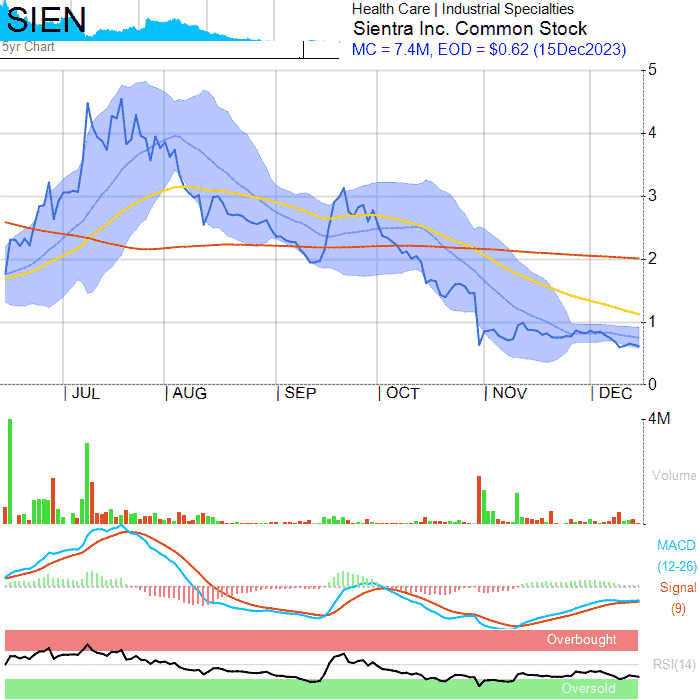 SIEN
5yr Chart
Health Care | Industrial Specialties
Sientra Inc. Common Stock
MC = 7.4M, EOD = $0.62 (15Dec2023)
5
4
3
2
1
0
| JUL
| AUG
| SEP
| OCT
| NOV
| DEC
4M
Volume
MACD
(12-26)
Signal
(9)
Overbought
RSI(14)
Oversold